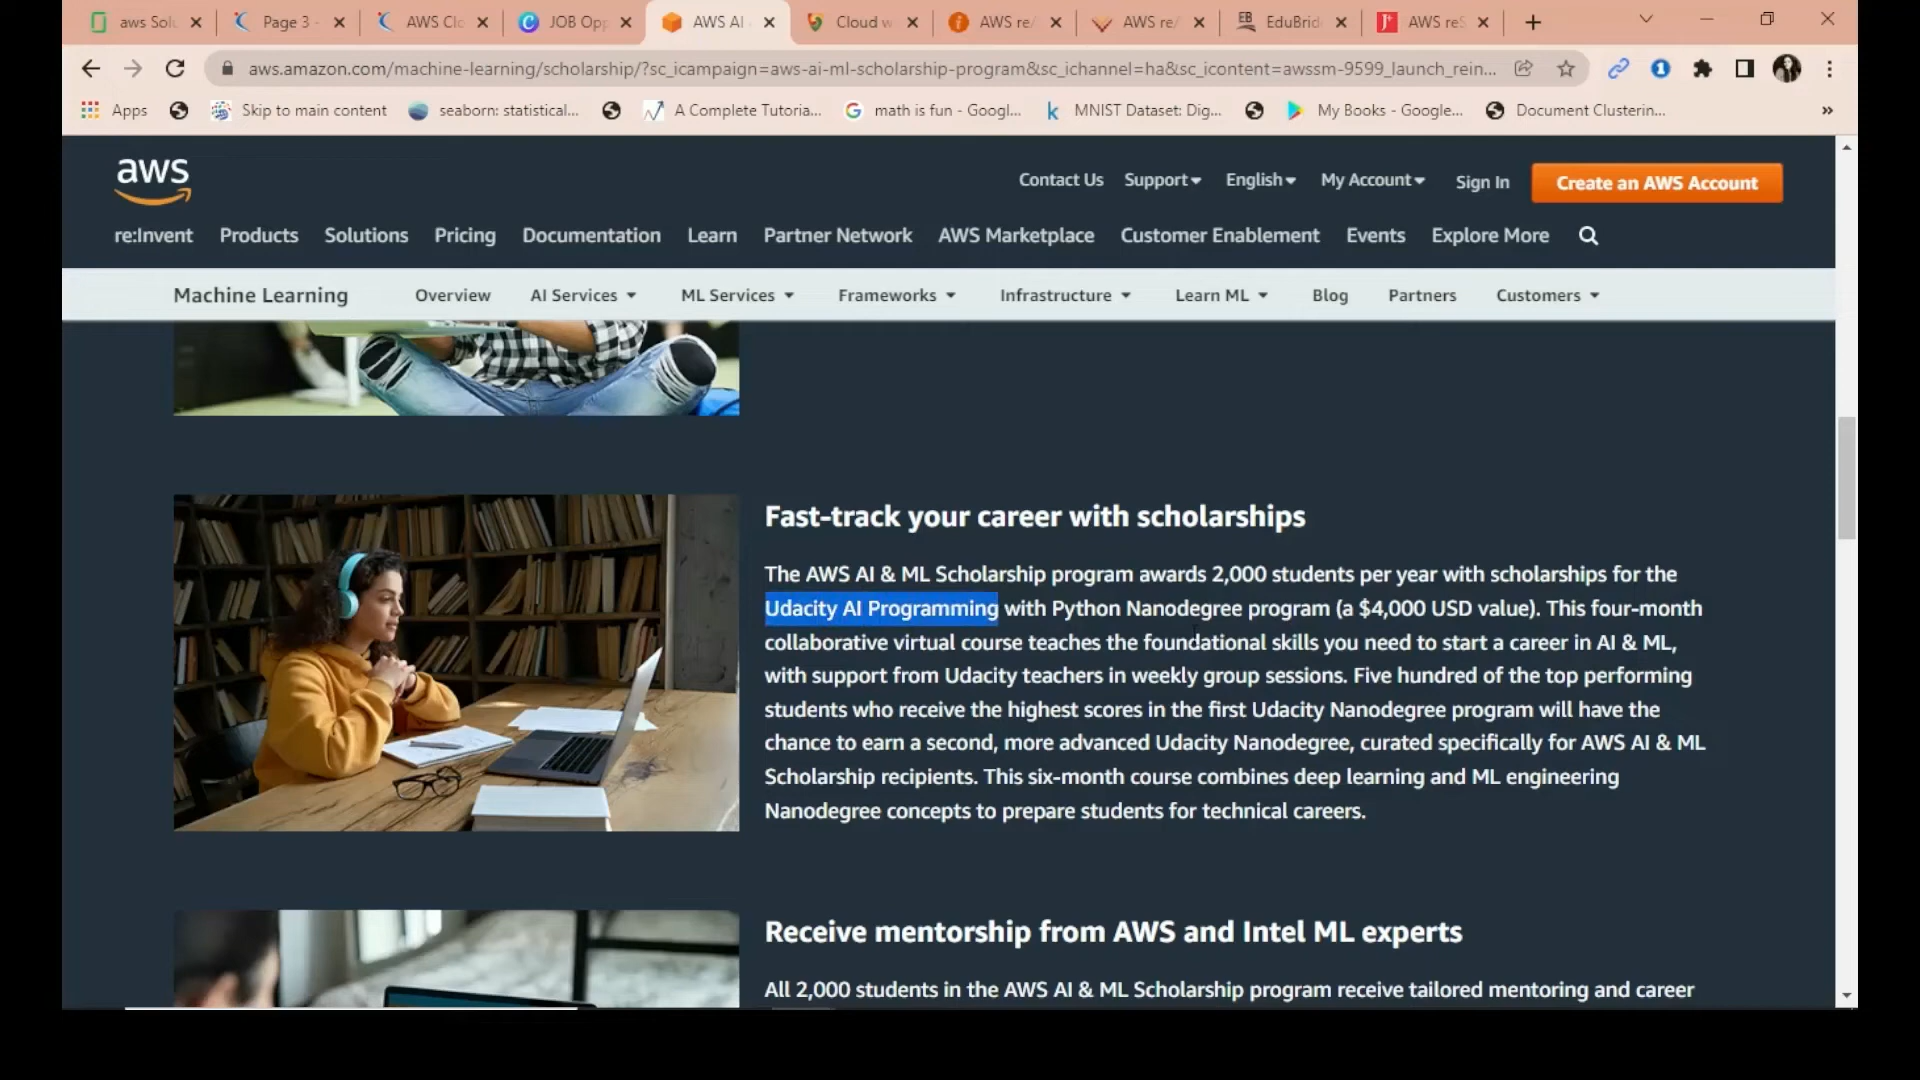 aws Solu
Page 3 -
AWS Clo
JOB Opp
AWS AI
Cloud w
AWS re/
AWS re/
EduBrid
AWS reS
aws.amazon.com/machine-learning/scholarship/?sc_icampaign=aws-ai-ml-scholarship-program&sc_ichannel=ha&sc_icontent=awssm-9599_launch_rein...
Apps
Skip to main content
seaborn: statistical...
A Complete Tutoria...
math is fun - Googl...
MNIST Dataset: Dig...
My Books - Google...
Document Clusterin...
aws
Contact Us Support English My Account Sign In Create an AWS Account
re:Invent Products Solutions Pricing Documentation Learn Partner Network AWS Marketplace Customer Enablement Events Explore More
Machine Learning Overview AI Services ML Services Frameworks Infrastructure Learn ML Blog Partners Customers
Fast-track your career with scholarships
The AWS AI & ML Scholarship program awards 2,000 students per year with scholarships for the
Udacity AI Programming with Python Nanodegree program (a $4,000 USD value). This four-month
collaborative virtual course teaches the foundational skills you need to start a career in AI & ML,
with support from Udacity teachers in weekly group sessions. Five hundred of the top performing
students who receive the highest scores in the first Udacity Nanodegree program will have the
chance to earn a second, more advanced Udacity Nanodegree, curated specifically for AWS AI & ML
Scholarship recipients. This six-month course combines deep learning and ML engineering
Nanodegree concepts to prepare students for technical careers.
Receive mentorship from AWS and Intel ML experts
All 2,000 students in the AWS AI & ML Scholarship program receive tailored mentoring and career